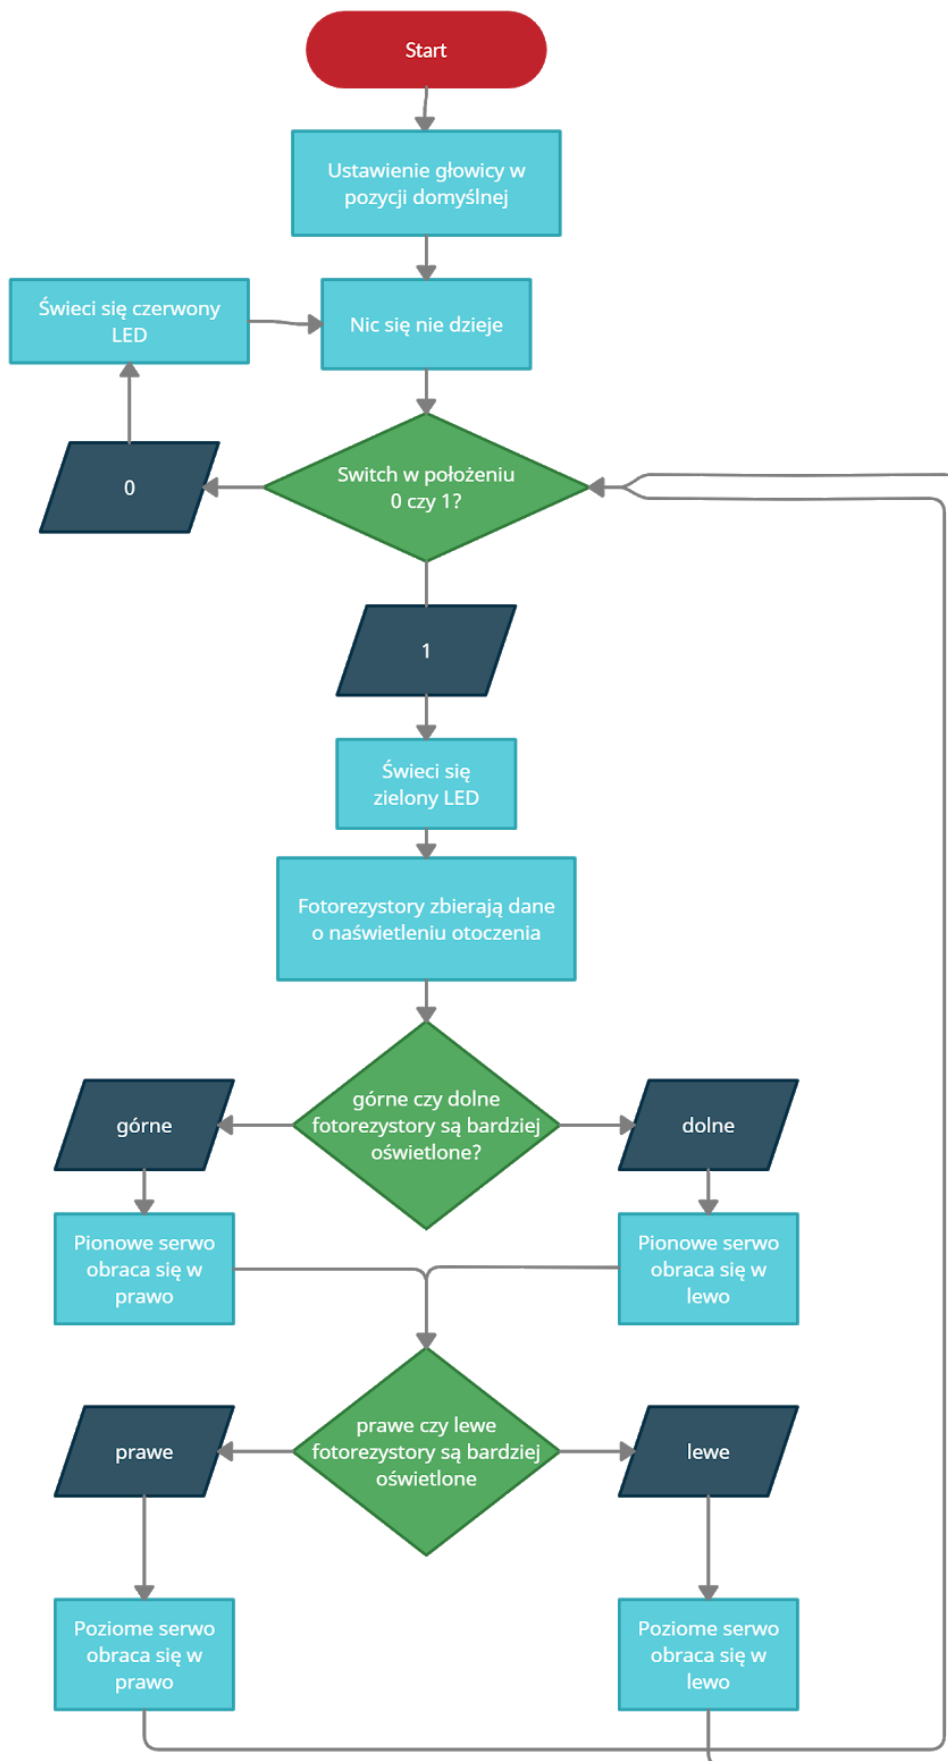 Start
Ustawienie głowicy w
pozycji domyślnej
Świeci się czerwony
LED
Nic się nie dzieje
0
Switch w położeniu
0 czy 1?
1
Świeci się
zielony LED
Fotorezystory zbierają dane
o naświetleniu otoczenia
górne
górne czy dolne
fotorezystory są bardziej
oświetlone?
dolne
Pionowe serwo
obraca się w
prawo
Pionowe serwo
obraca się w
lewo
prawe
prawe czy lewe
fotorezystory są bardziej
oświetlone
lewe
Poziome serwo
obraca się w
prawo
Poziome serwo
obraca się w
lewo